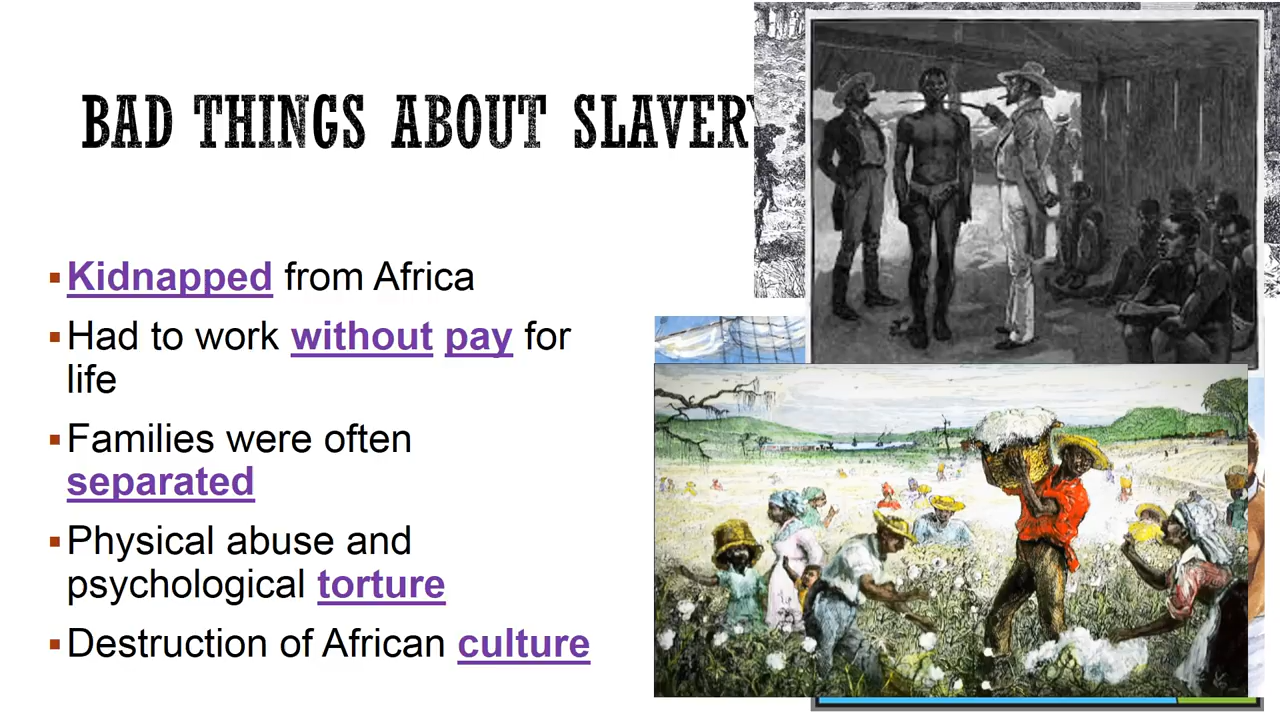 BAD THINGS ABOUT SLAVERY
▪Kidnapped from Africa
▪Had to work without pay for
life
▪Families were often
separated
▪Physical abuse and
psychological torture
▪Destruction of African culture